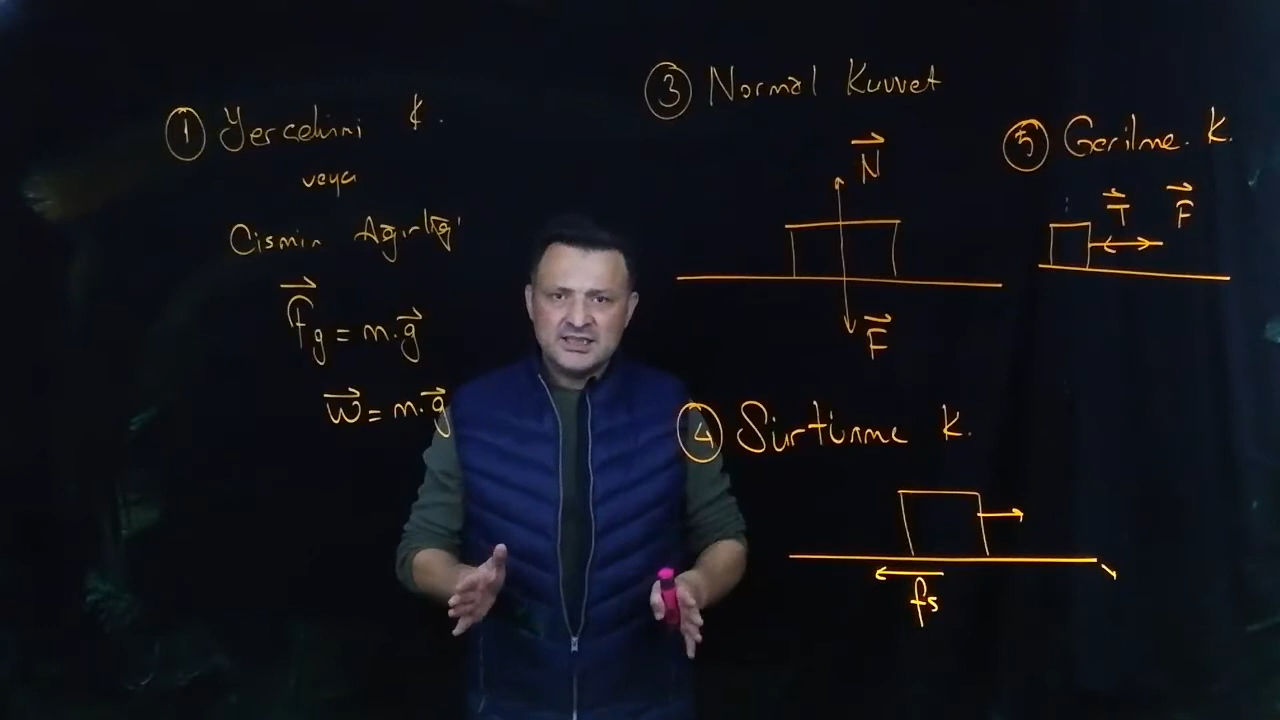 ① Yerçekimi K.
veya
Cismin Ağırlığı
F⃗g = m.g⃗
w⃗ = m.g⃗
③ Normal Kuvvet
N⃗
F⃗
④ Sürtünme K.
fs
⑤ Gerilme K.
T⃗ F⃗